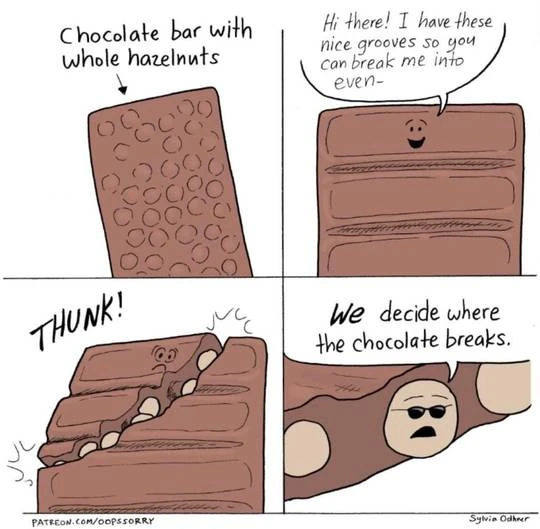 Chocolate bar with
whole hazelnuts
Hi there! I have these
nice grooves so you
can break me into
even-
THUNK!
We decide where
the chocolate breaks.
PATREON.COM/OOPSSORRY
Sylvia Odhner